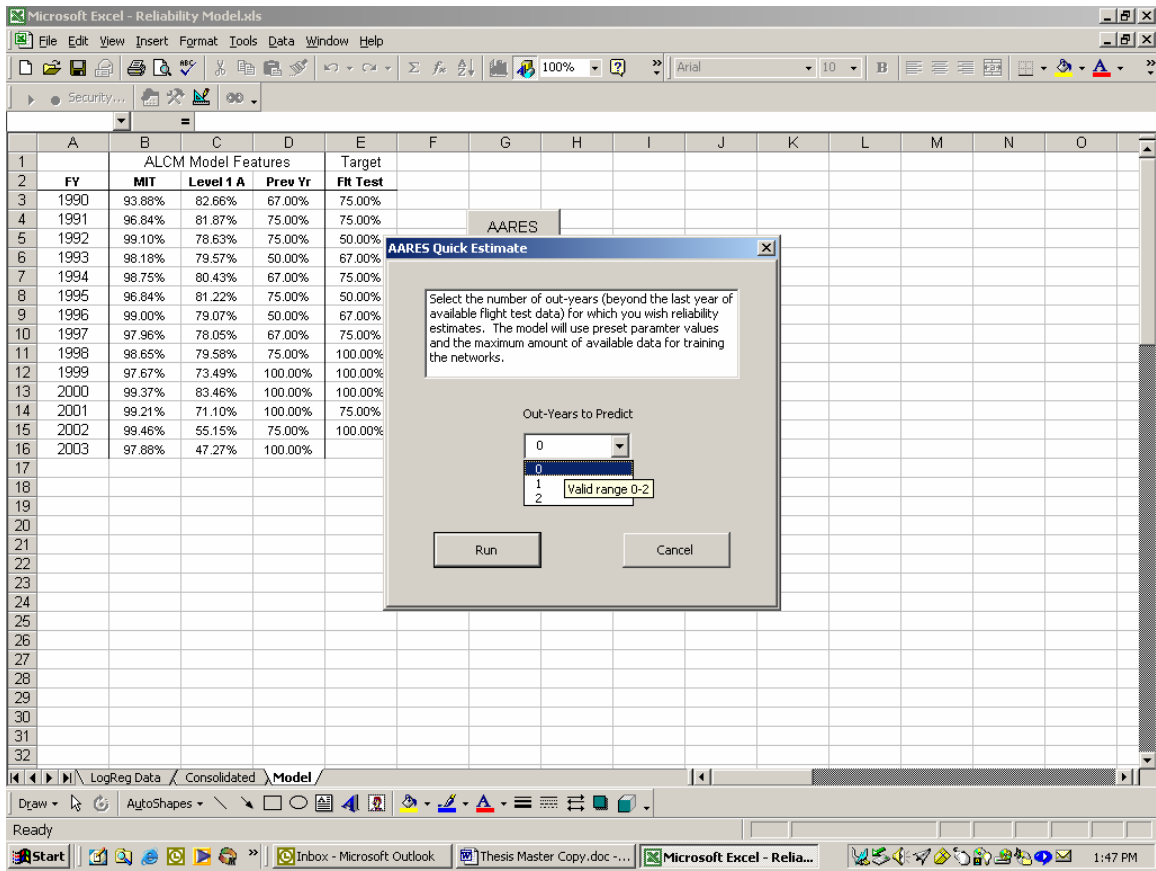 Microsoft Excel - Reliability Model.xls
File Edit View Insert Format Tools Data Window Help
100% Arial 10 B
Security...
=
A B C D E F G H I J K L M N O
1 ALCM Model Features Target
2 FY MIT Level 1 A Prev Yr Flt Test
3 1990 93.88% 82.66% 67.00% 75.00%
4 1991 96.84% 81.87% 75.00% 75.00%
AARES
5 1992 99.10% 78.63% 75.00% 50.00%
6 1993 98.18% 79.57% 50.00% 67.00%
7 1994 98.75% 80.43% 67.00% 75.00%
8 1995 96.84% 81.22% 75.00% 50.00%
9 1996 99.00% 79.07% 50.00% 67.00%
10 1997 97.96% 78.05% 67.00% 75.00%
11 1998 98.65% 79.58% 75.00% 100.00%
12 1999 97.67% 73.49% 100.00% 100.00%
13 2000 99.37% 83.46% 100.00% 100.00%
14 2001 99.21% 71.10% 100.00% 75.00%
15 2002 99.46% 55.15% 75.00% 100.00%
16 2003 97.88% 47.27% 100.00%
17
18
19
20
21
22
23
24
25
26
27
28
29
30
31
32
AARES Quick Estimate
Select the number of out-years (beyond the last year of
available flight test data) for which you wish reliability
estimates. The model will use preset paramter values
and the maximum amount of available data for training
the networks.
Out-Years to Predict
0
0
1
2
Valid range 0-2
Run Cancel
LogReg Data Consolidated Model
Draw AutoShapes
Ready
Start Inbox - Microsoft Outlook Thesis Master Copy.doc -... Microsoft Excel - Relia... 1:47 PM